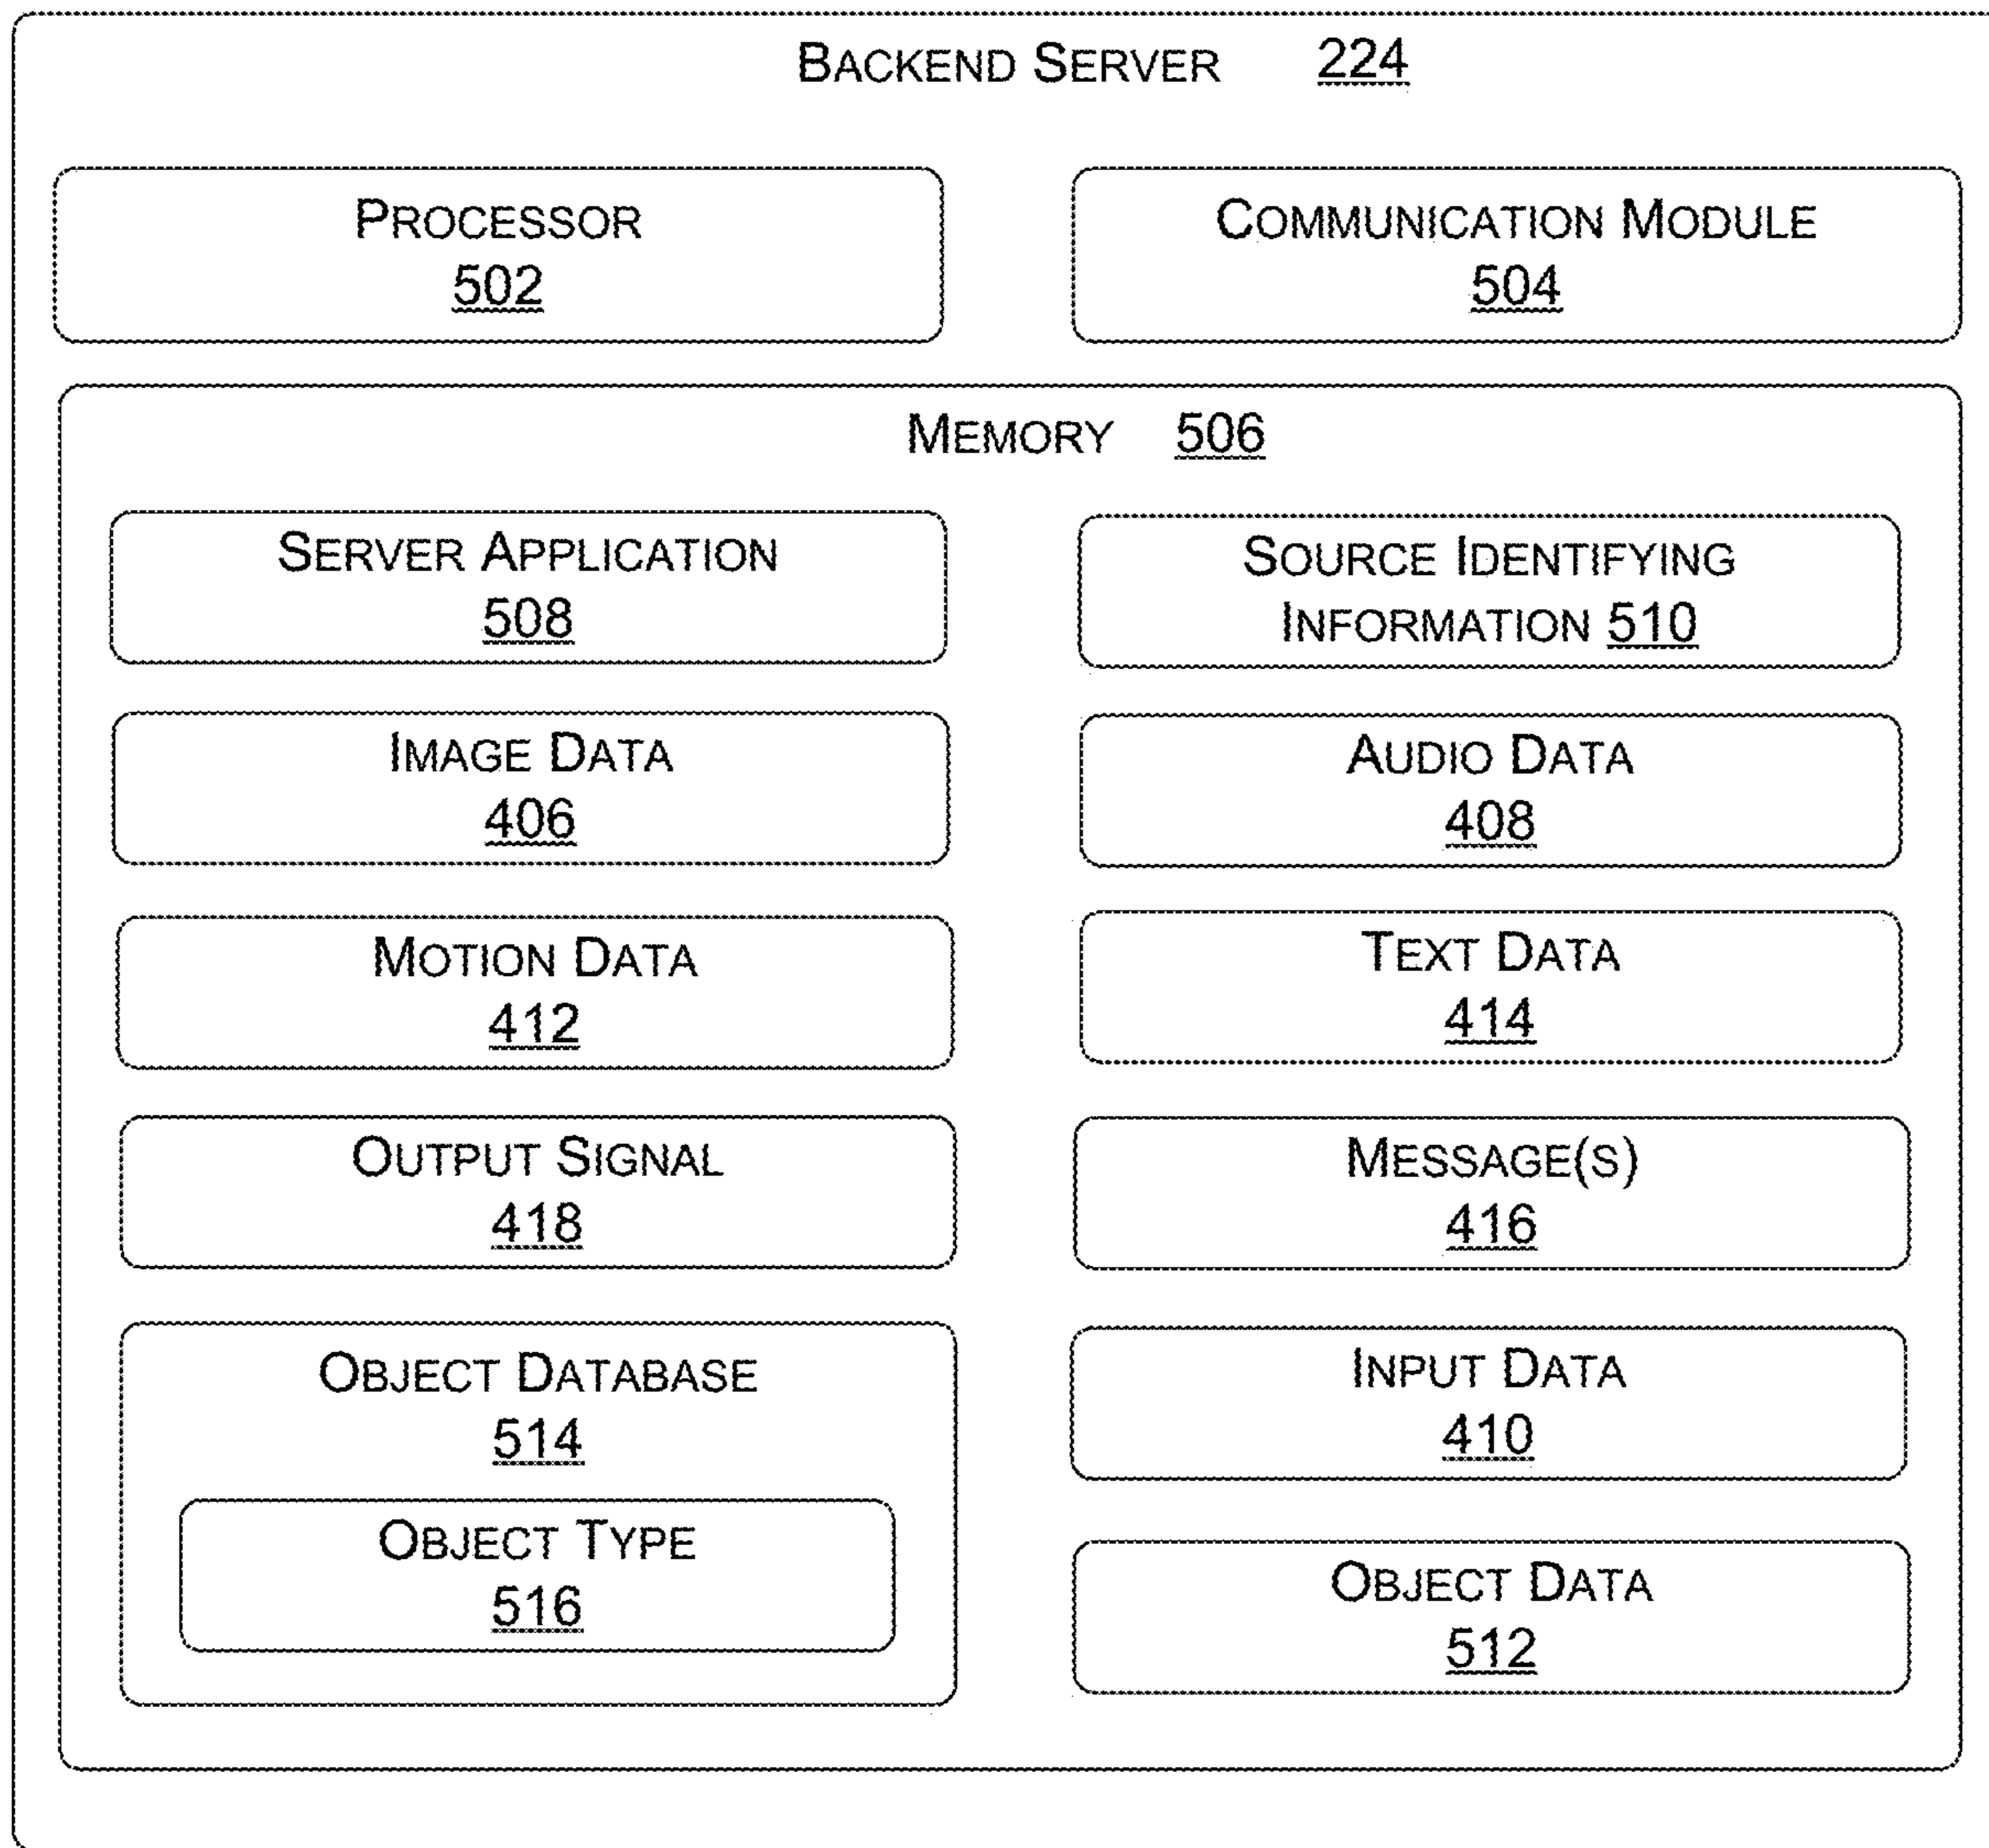 BACKEND SERVER 224
PROCESSOR
502
COMMUNICATION MODULE
504
MEMORY 506
SERVER APPLICATION
508
SOURCE IDENTIFYING
INFORMATION 510
IMAGE DATA
406
AUDIO DATA
408
MOTION DATA
412
TEXT DATA
414
OUTPUT SIGNAL
418
MESSAGE(S)
416
OBJECT DATABASE
514
OBJECT TYPE
516
INPUT DATA
410
OBJECT DATA
512